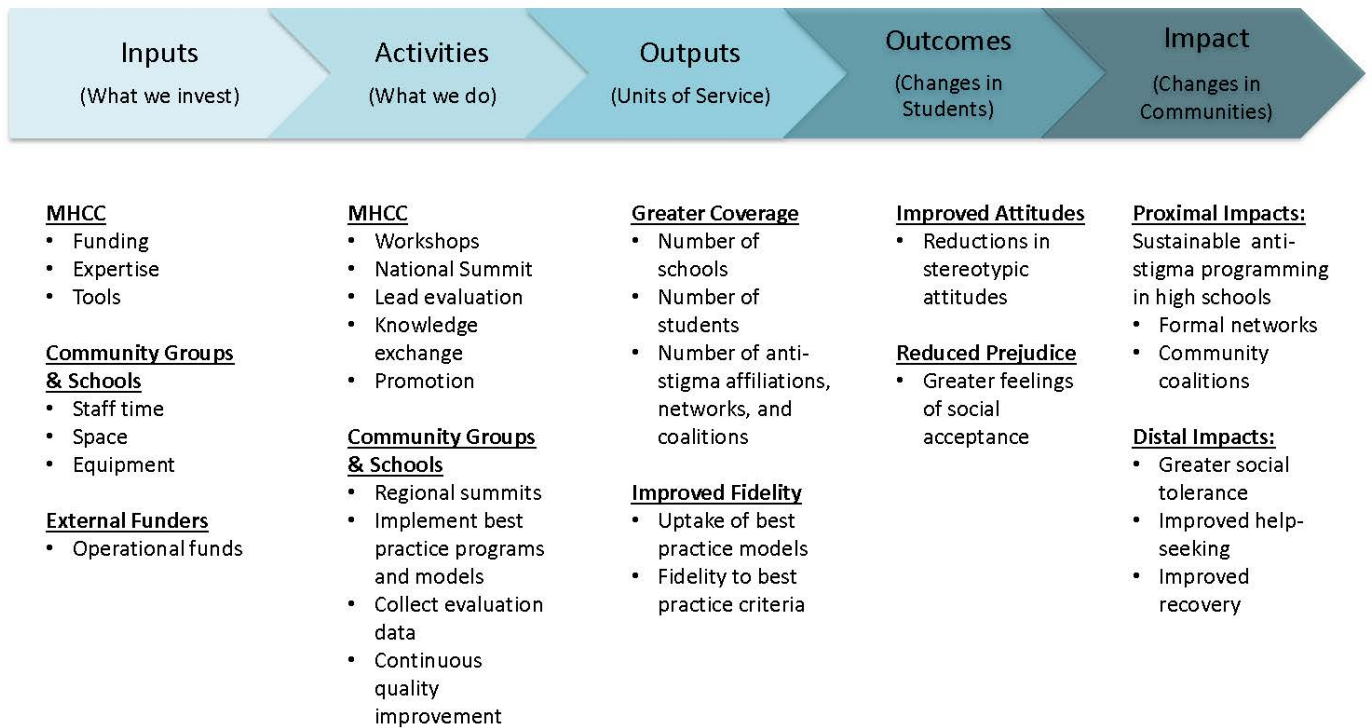 Inputs
(What we invest)
Activities
(What we do)
Outputs
(Units of Service)
Outcomes
(Changes in
Students)
Impact
(Changes in
Communities)
MHCC
• Funding
• Expertise
• Tools
Community Groups
& Schools
• Staff time
• Space
• Equipment
External Funders
• Operational funds
MHCC
• Workshops
• National Summit
• Lead evaluation
• Knowledge
exchange
• Promotion
Community Groups
& Schools
• Regional summits
• Implement best
practice programs
and models
• Collect evaluation
data
• Continuous
quality
improvement
Greater Coverage
• Number of
schools
• Number of
students
• Number of anti-
stigma affiliations,
networks, and
coalitions
Improved Fidelity
• Uptake of best
practice models
• Fidelity to best
practice criteria
Improved Attitudes
• Reductions in
stereotypic
attitudes
Reduced Prejudice
• Greater feelings
of social
acceptance
Proximal Impacts:
Sustainable anti-
stigma programming
in high schools
• Formal networks
• Community
coalitions
Distal Impacts:
• Greater social
tolerance
• Improved help-
seeking
• Improved
recovery